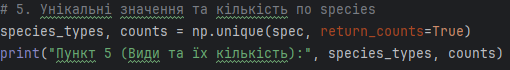 # 5. Унікальні значення та кількість по species
species_types, counts = np.unique(spec, return_counts=True)
print("Пункт 5 (Види та їх кількість):", species_types, counts)